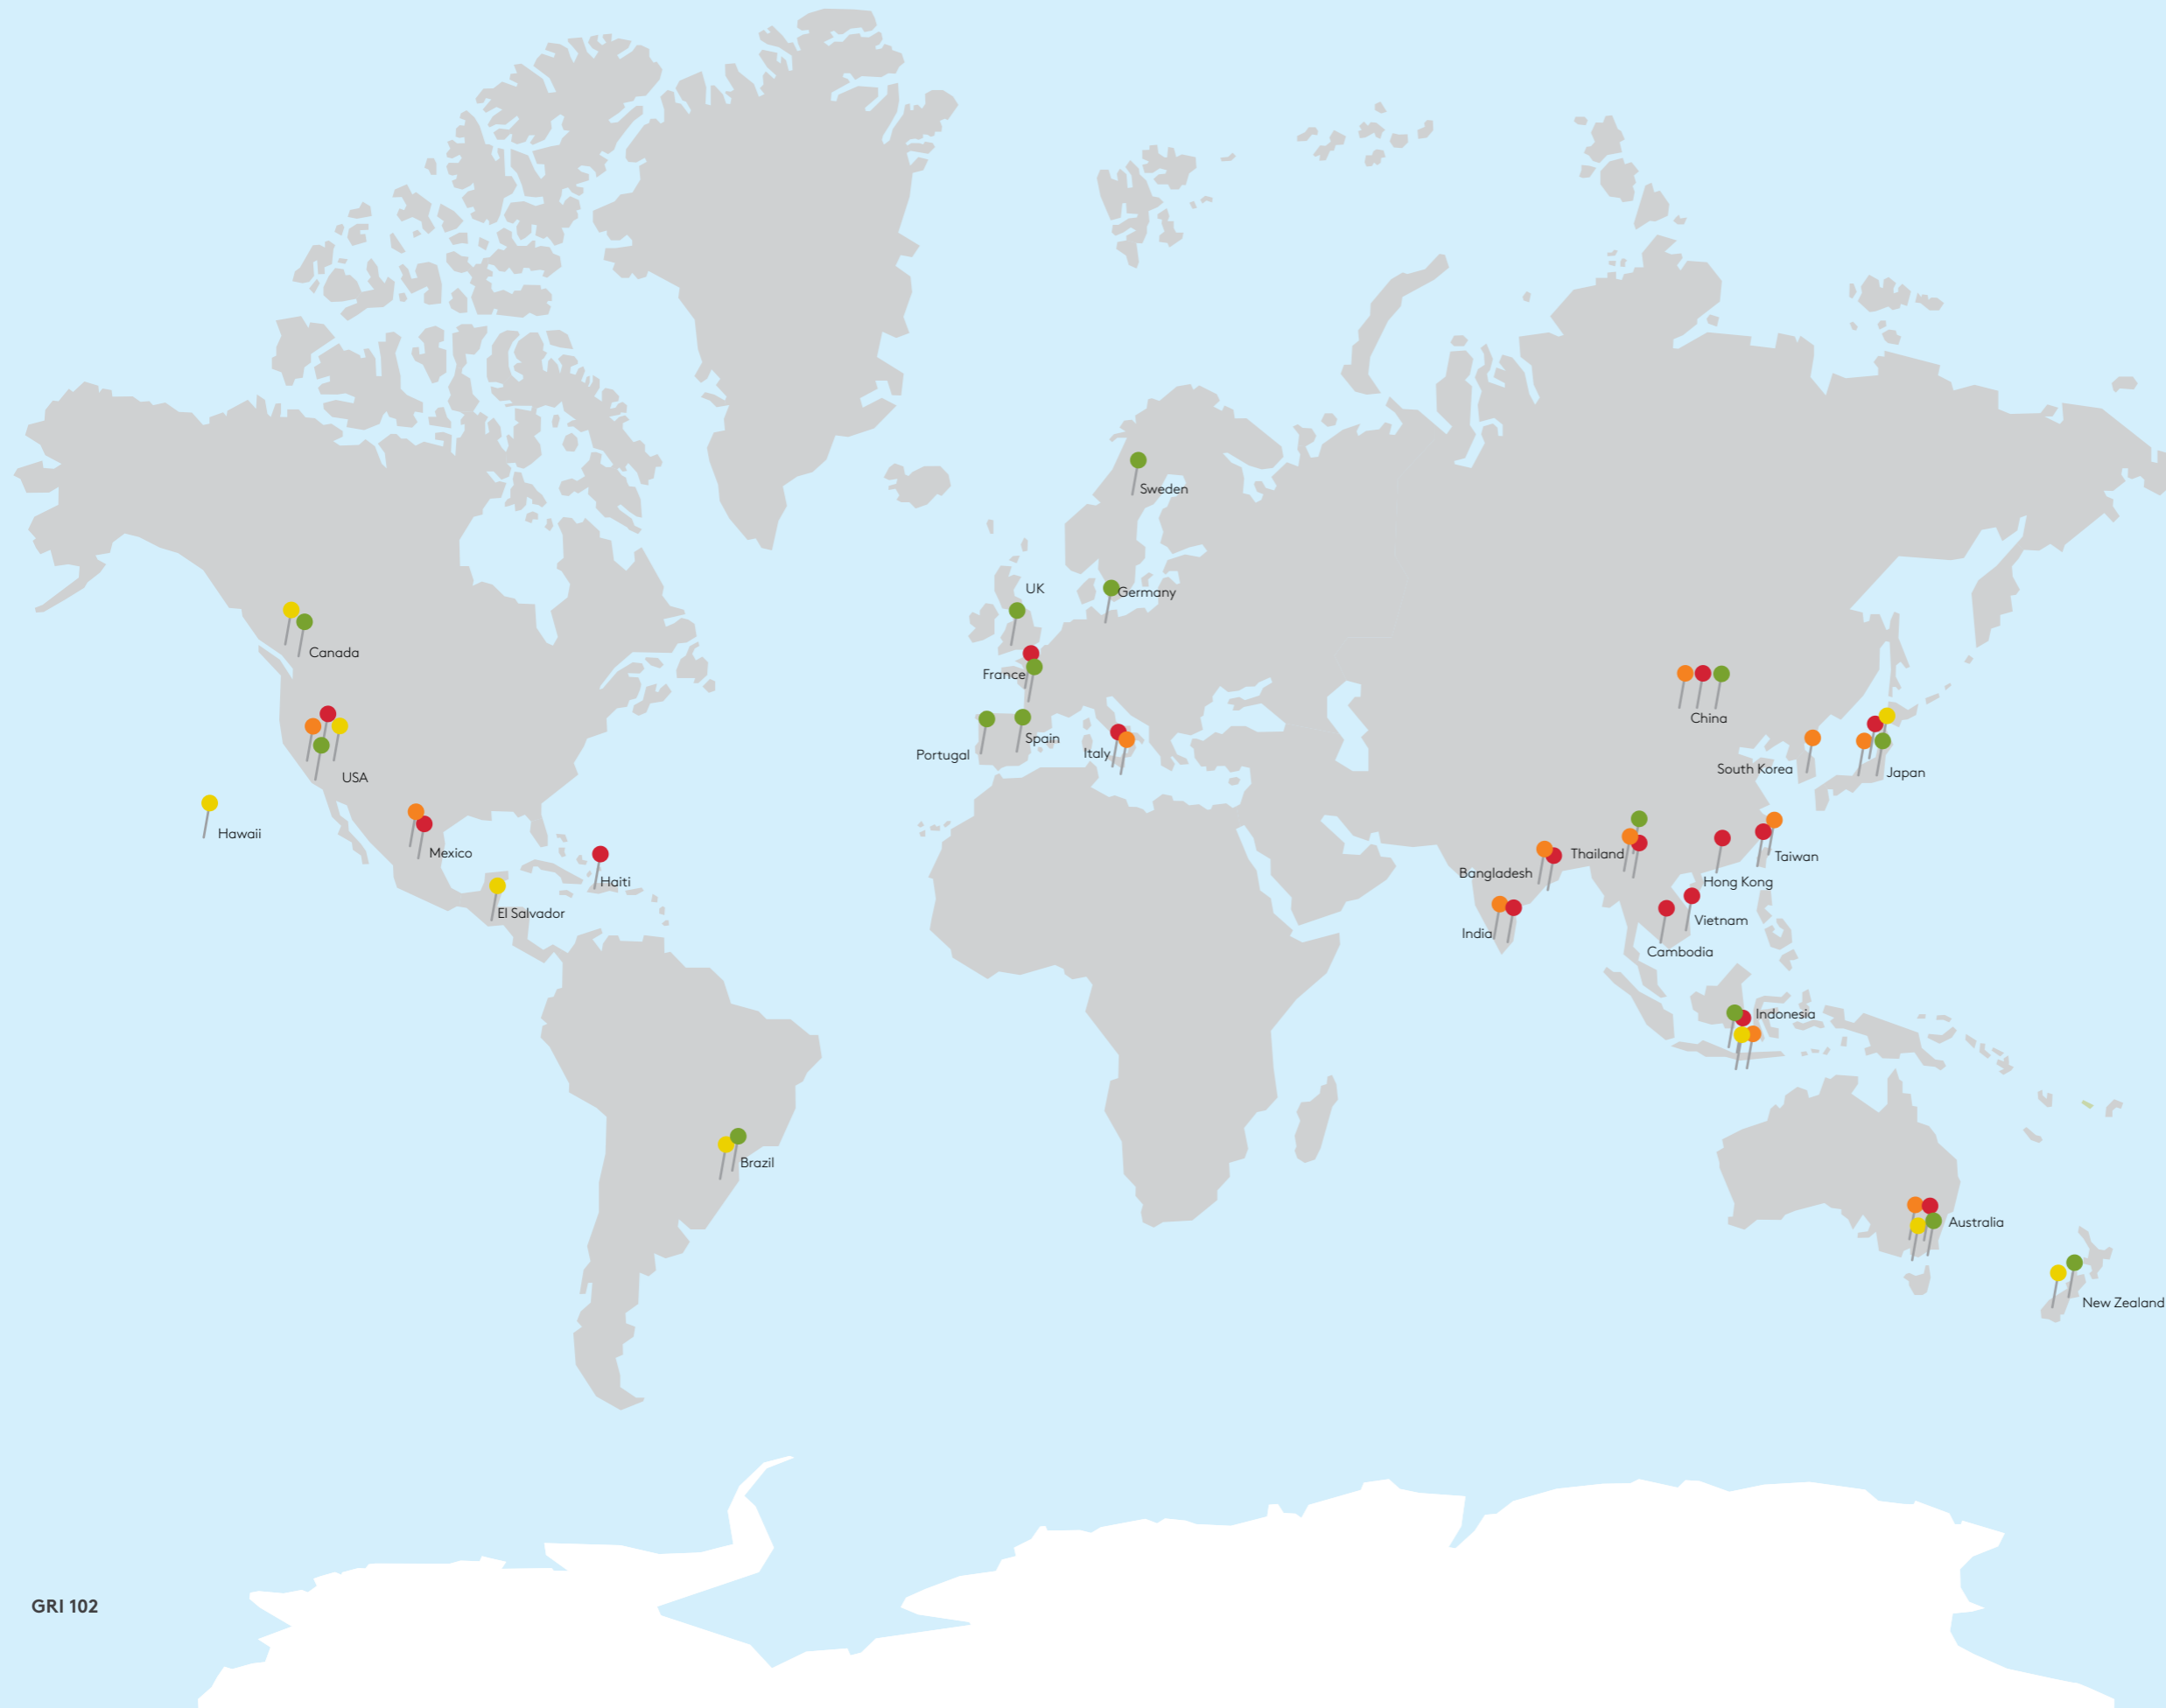 Sweden
UK
Germany
Canada
France
China
Spain
Portugal
Italy
South Korea
Japan
USA
Hawaii
Mexico
Thailand
Taiwan
Bangladesh
Haiti
Hong Kong
El Salvador
Vietnam
India
Cambodia
Indonesia
Brazil
Australia
New Zealand
GRI 102